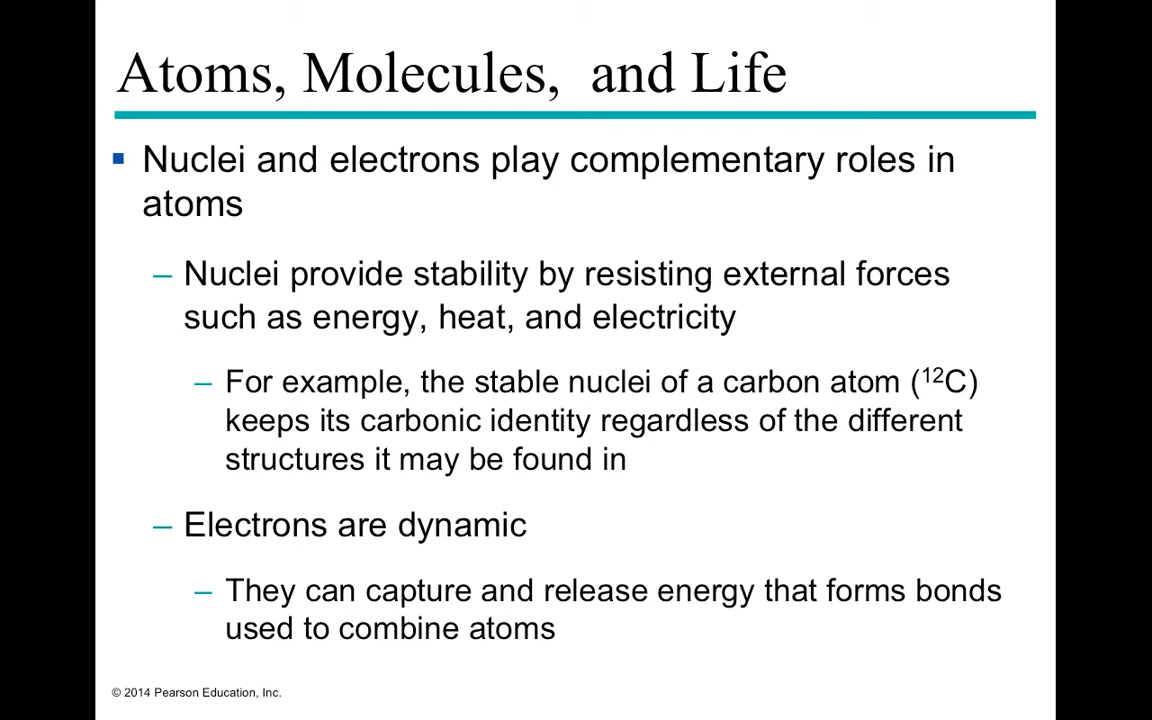 Atoms, Molecules,  and Life
▪ Nuclei and electrons play complementary roles in
atoms
– Nuclei provide stability by resisting external forces
such as energy, heat, and electricity
– For example, the stable nuclei of a carbon atom (¹²C)
keeps its carbonic identity regardless of the different
structures it may be found in
– Electrons are dynamic
– They can capture and release energy that forms bonds
used to combine atoms
© 2014 Pearson Education, Inc.